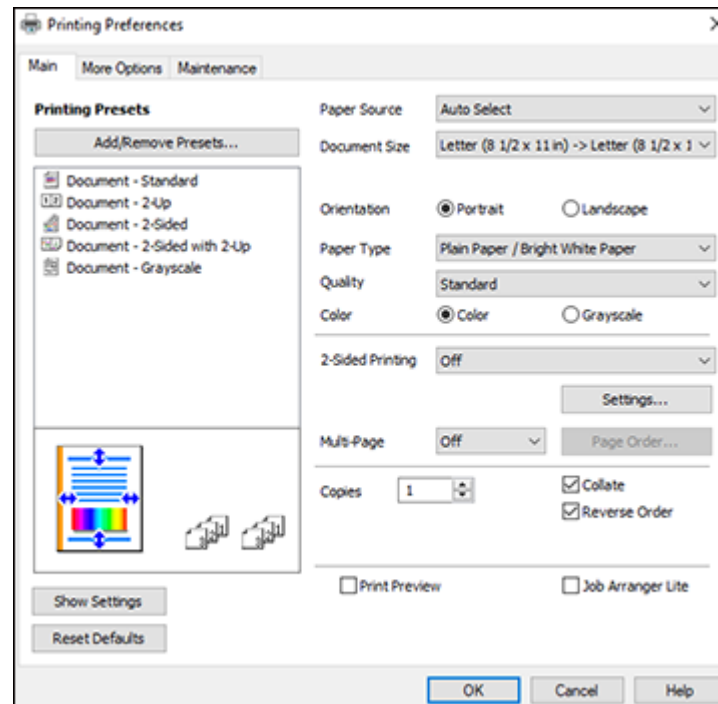 Printing Preferences
Main More Options Maintenance
Printing Presets
Add/Remove Presets...
Document - Standard
Document - 2-Up
Document - 2-Sided
Document - 2-Sided with 2-Up
Document - Grayscale
Show Settings
Reset Defaults
Paper Source Auto Select
Document Size Letter (8 1/2 x 11 in) -> Letter (8 1/2 x 1
Orientation Portrait Landscape
Paper Type Plain Paper / Bright White Paper
Quality Standard
Color Color Grayscale
2-Sided Printing Off
Settings...
Multi-Page Off Page Order...
Copies 1 Collate
Reverse Order
Print Preview Job Arranger Lite
OK Cancel Help